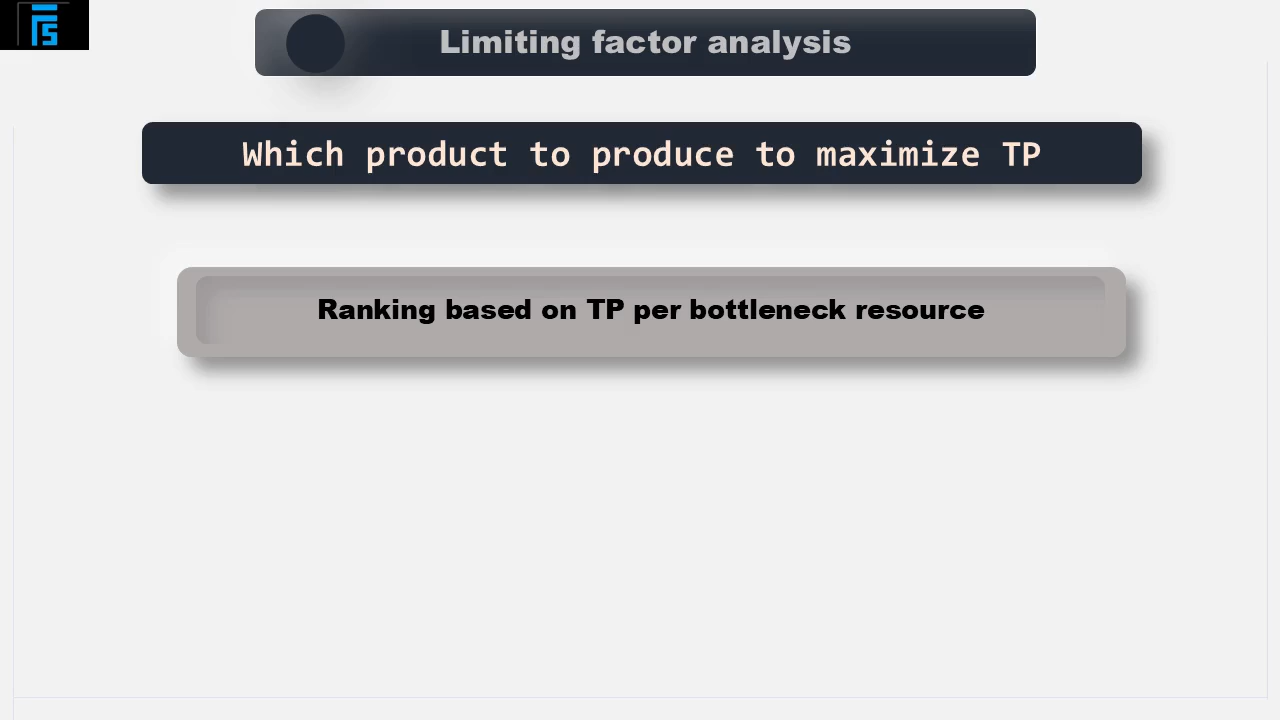 Limiting factor analysis
Which product to produce to maximize TP
Ranking based on TP per bottleneck resource